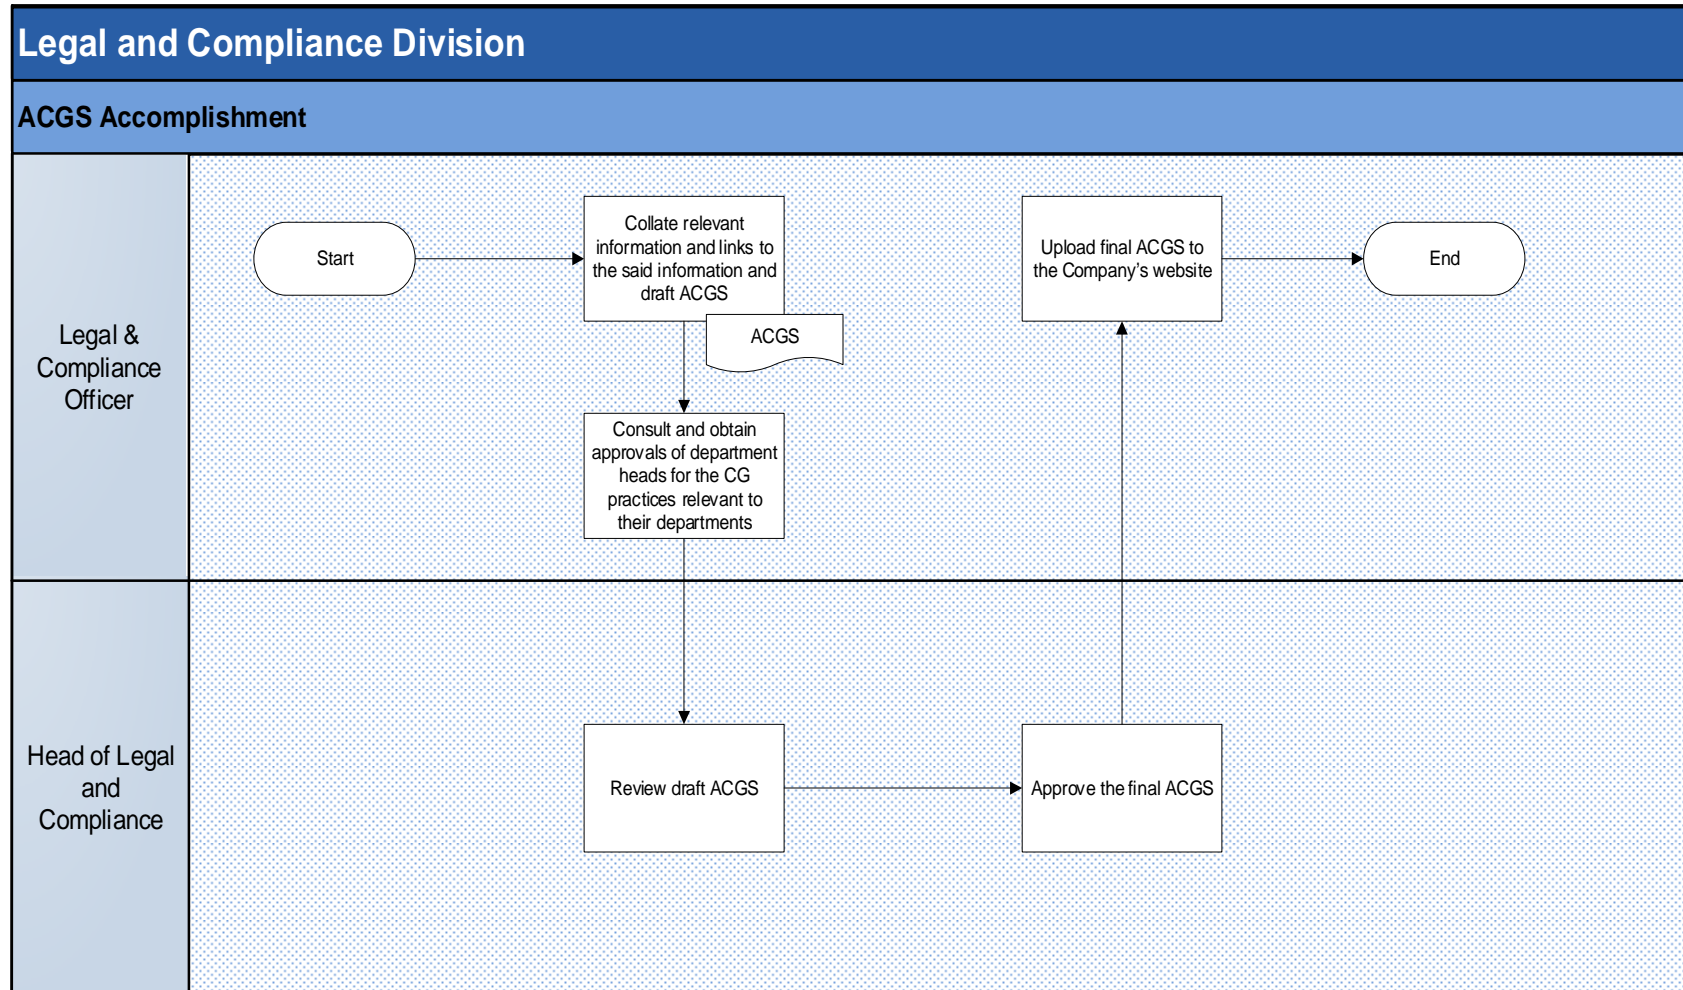 Legal and Compliance Division
ACGS Accomplishment
Legal &
Compliance
Officer
Start
Collate relevant
information and links to
the said information and
draft ACGS
ACGS
Consult and obtain
approvals of department
heads for the CG
practices relevant to
their departments
Upload final ACGS to
the Company’s website
End
Head of Legal
and
Compliance
Review draft ACGS
Approve the final ACGS